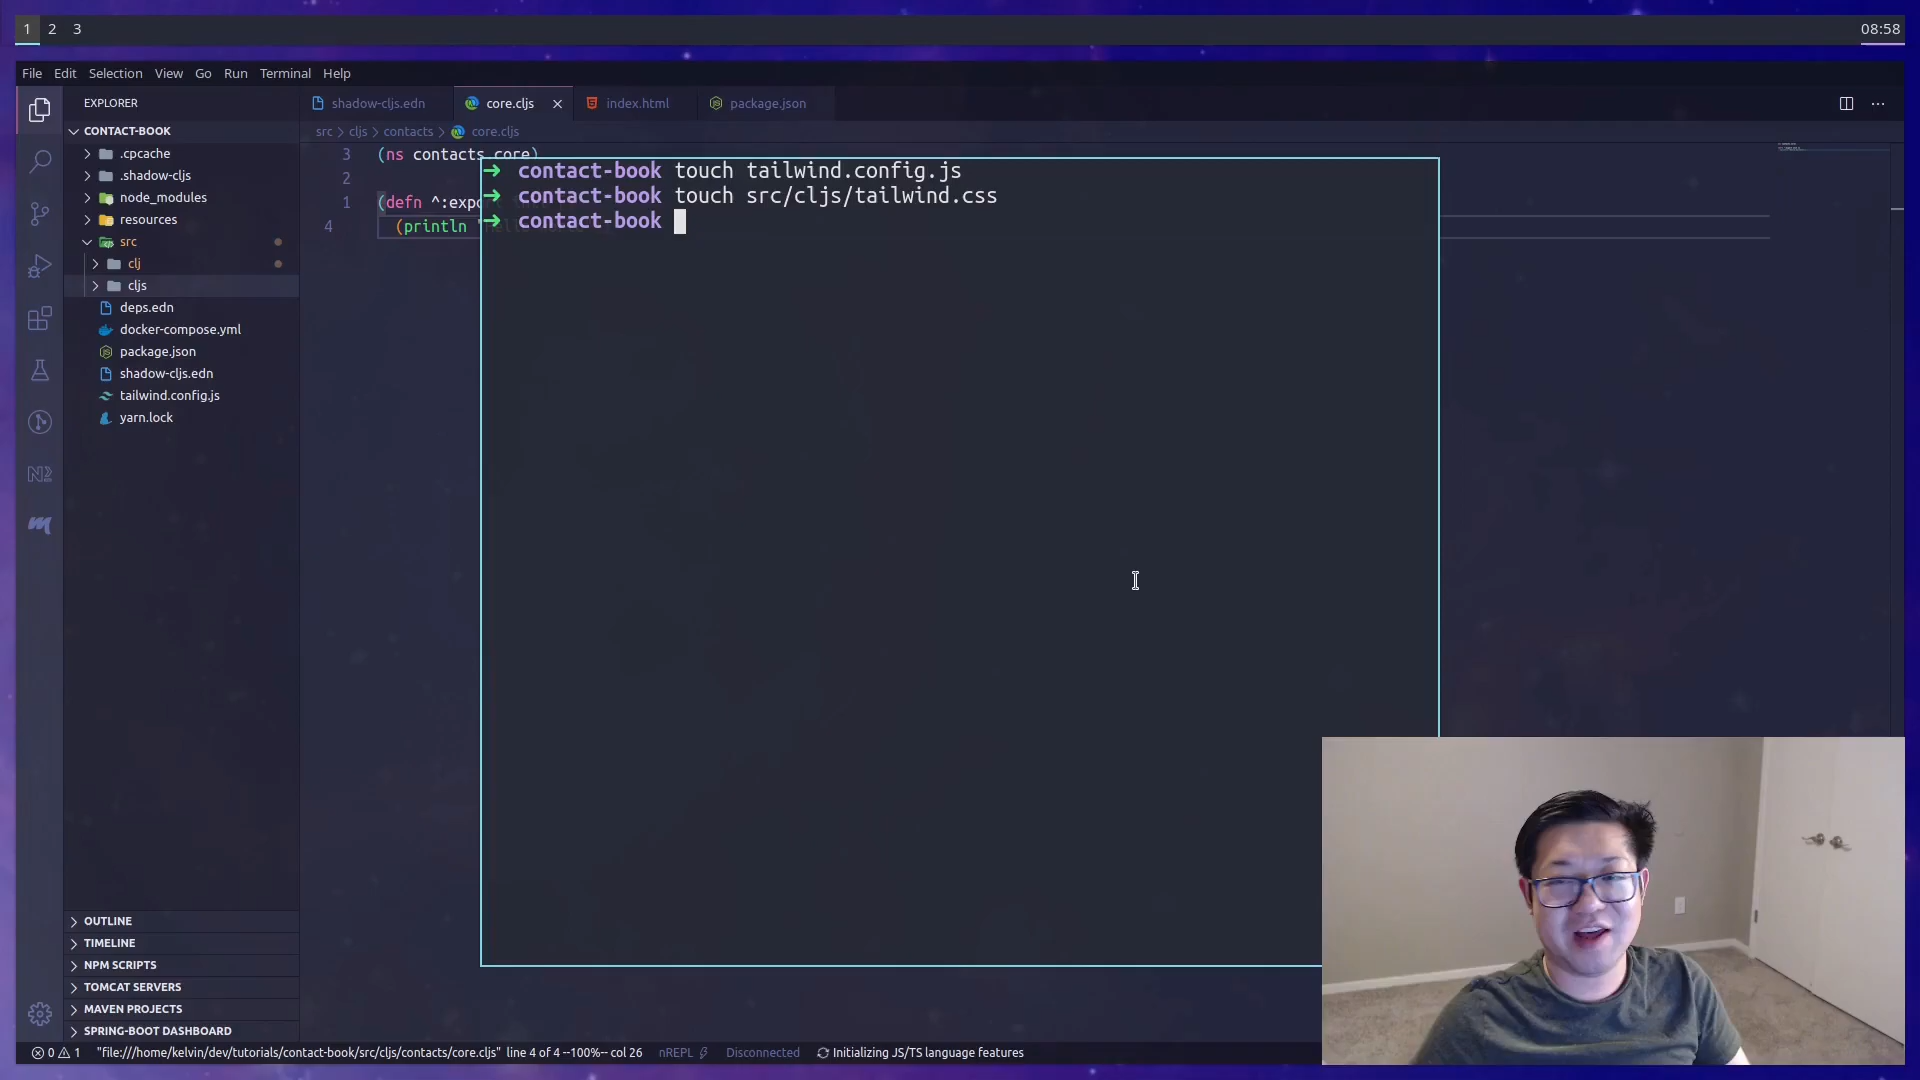 1 2 3
08:58
File Edit Selection View Go Run Terminal Help
EXPLORER
shadow-cljs.edn
core.cljs
index.html
package.json
CONTACT-BOOK
src > cljs > contacts > core.cljs
.cpcache
.shadow-cljs
node_modules
resources
src
clj
cljs
deps.edn
docker-compose.yml
package.json
shadow-cljs.edn
tailwind.config.js
yarn.lock
3 (ns contacts.core)
2
1 (defn ^:exp
4 (println
➜ contact-book touch tailwind.config.js
➜ contact-book touch src/cljs/tailwind.css
➜ contact-book
OUTLINE
TIMELINE
NPM SCRIPTS
TOMCAT SERVERS
MAVEN PROJECTS
SPRING-BOOT DASHBOARD
0 1 "file:///home/kelvin/dev/tutorials/contact-book/src/cljs/contacts/core.cljs" line 4 of 4 --100%-- col 26 nREPL Disconnected Initializing JS/TS language features